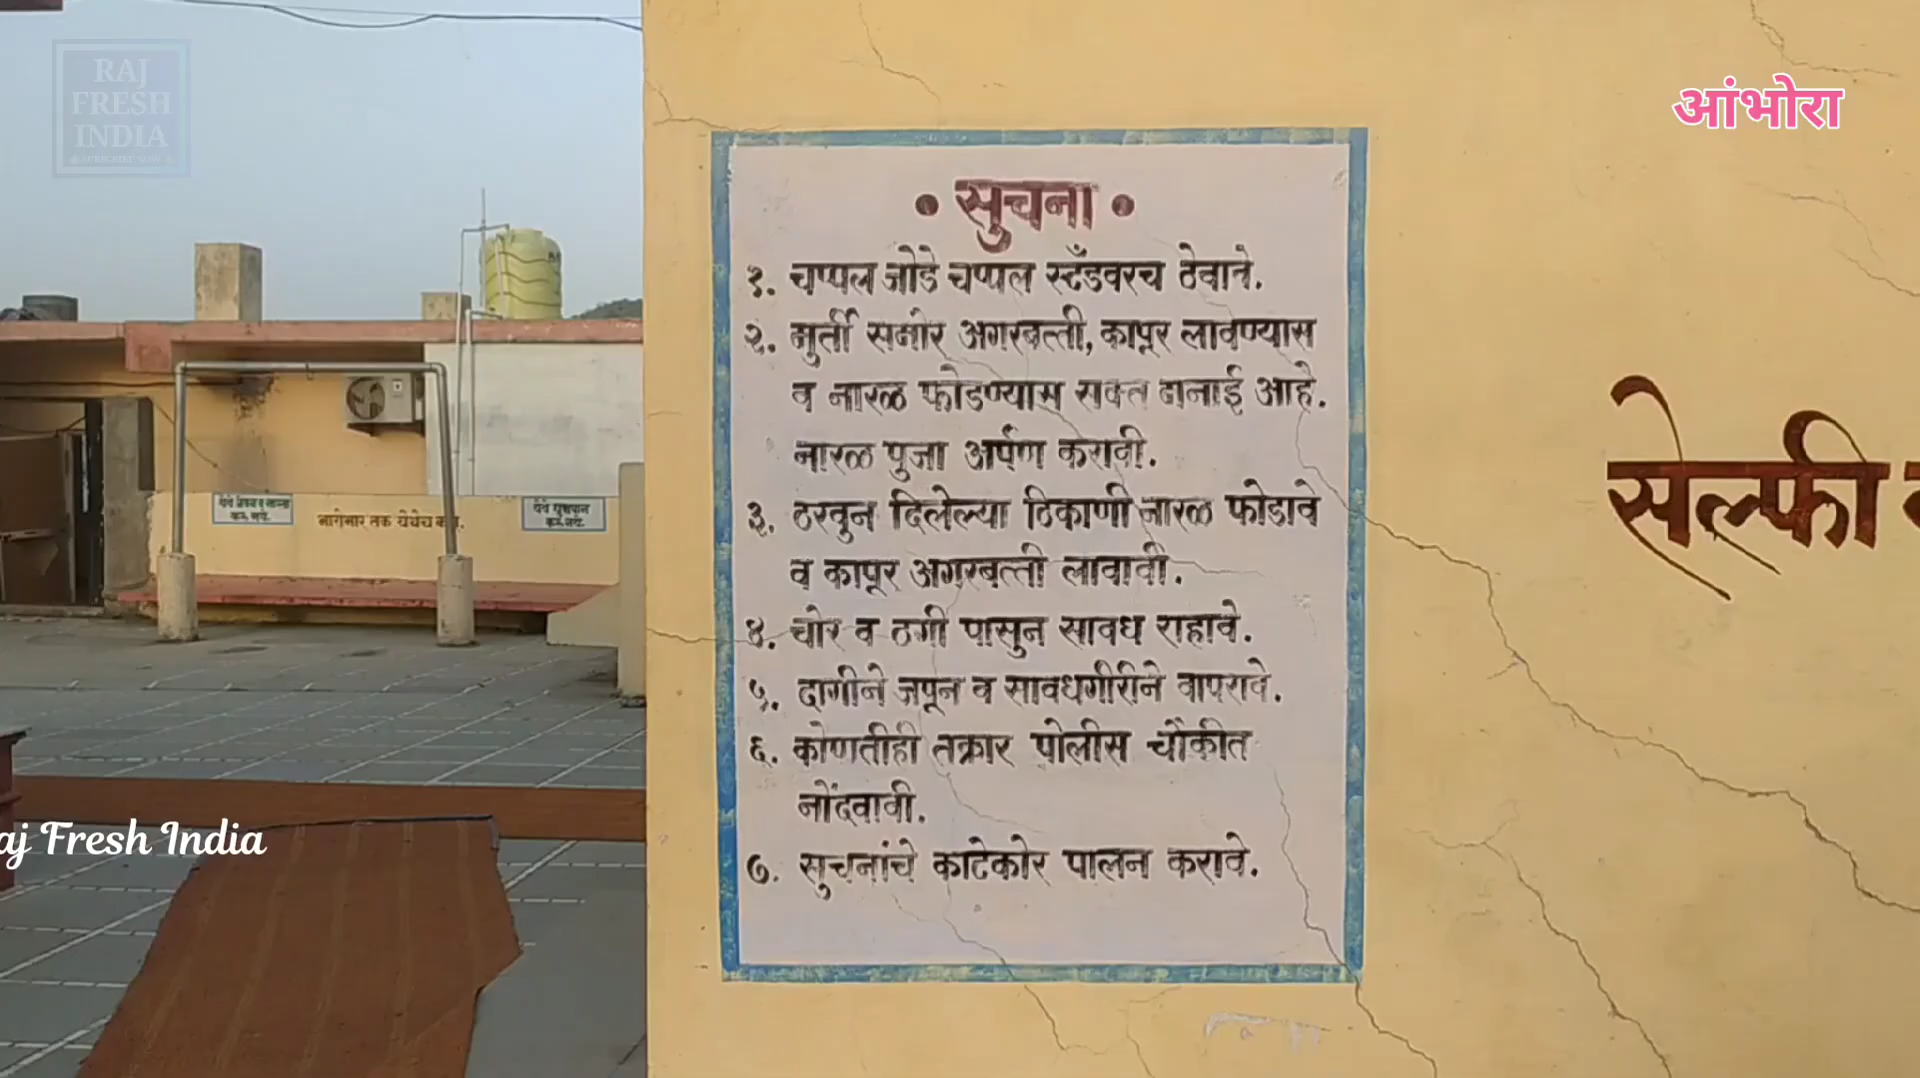 RAJ
FRESH
INDIA
आंभोरा
• सुचना •
१. चप्पल जोडे चप्पल स्टँडवरच ठेवावे.
२. मुर्ती समोर अगरबत्ती, कापूर लावण्यास
व नारळ फोडण्यास सक्त मनाई आहे.
नारळ पुजा अर्पण करावी.
३. ठरवुन दिलेल्या ठिकाणी नारळ फोडावे
व कापूर अगरबत्ती लावावी.
४. चोर व ठगी पासुन सावध राहावे.
५. दागीने जपून व सावधगीरीने वापरावे.
६. कोणतीही तक्रार पोलीस चौकीत
नोंदवावी.
७. सुचनांचे काटेकोर पालन करावे.
सेल्फी
aj Fresh India